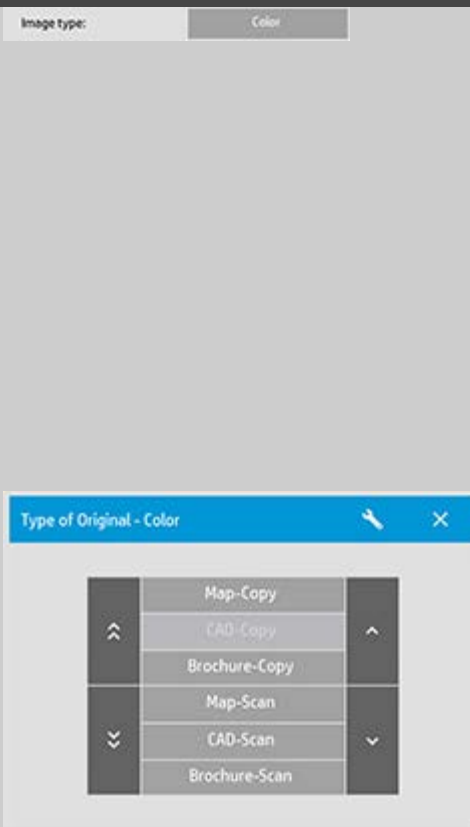 Image type:
Color
Type of Original - Color
Map-Copy
CAD-Copy
Brochure-Copy
Map-Scan
CAD-Scan
Brochure-Scan